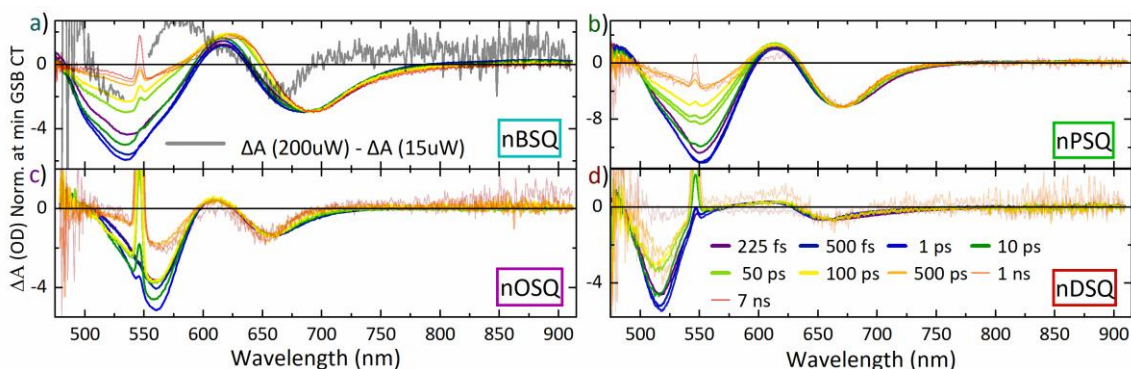 a)
b)
0
-4
0
-8
ΔA (200uW) - ΔA (15uW)
nBSQ
nPSQ
c)
d)
0
-4
0
-4
nOSQ
nDSQ
225 fs 500 fs 1 ps 10 ps
50 ps 100 ps 500 ps 1 ns
7 ns
ΔA (OD) Norm. at min GSB CT
500 550 600 650 700 750 800 850 900
500 550 600 650 700 750 800 850 900
Wavelength (nm)
Wavelength (nm)